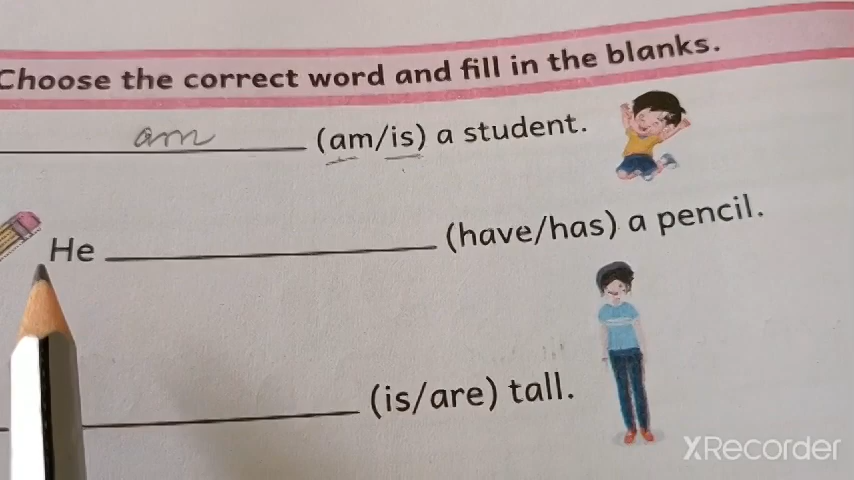 Choose the correct word and fill in the blanks.
am (am/is) a student.
He (have/has) a pencil.
(is/are) tall.
XRecorder